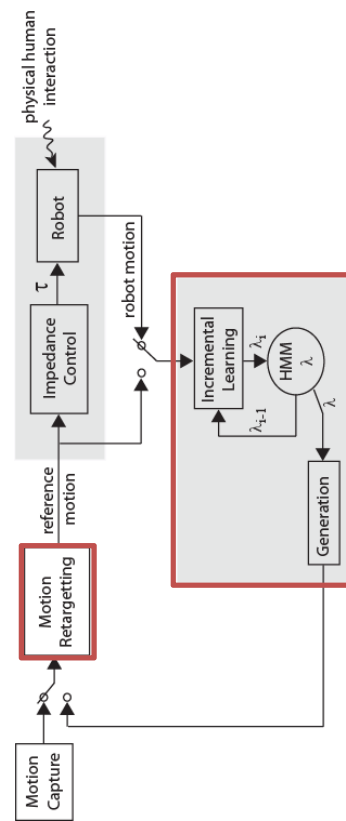 Motion
Capture
Motion
Retargetting
reference
motion
Impedance
Control
τ
Robot
physical human
interaction
robot motion
Incremental
Learning
λi-1
λi
HMM
λ
λ
Generation